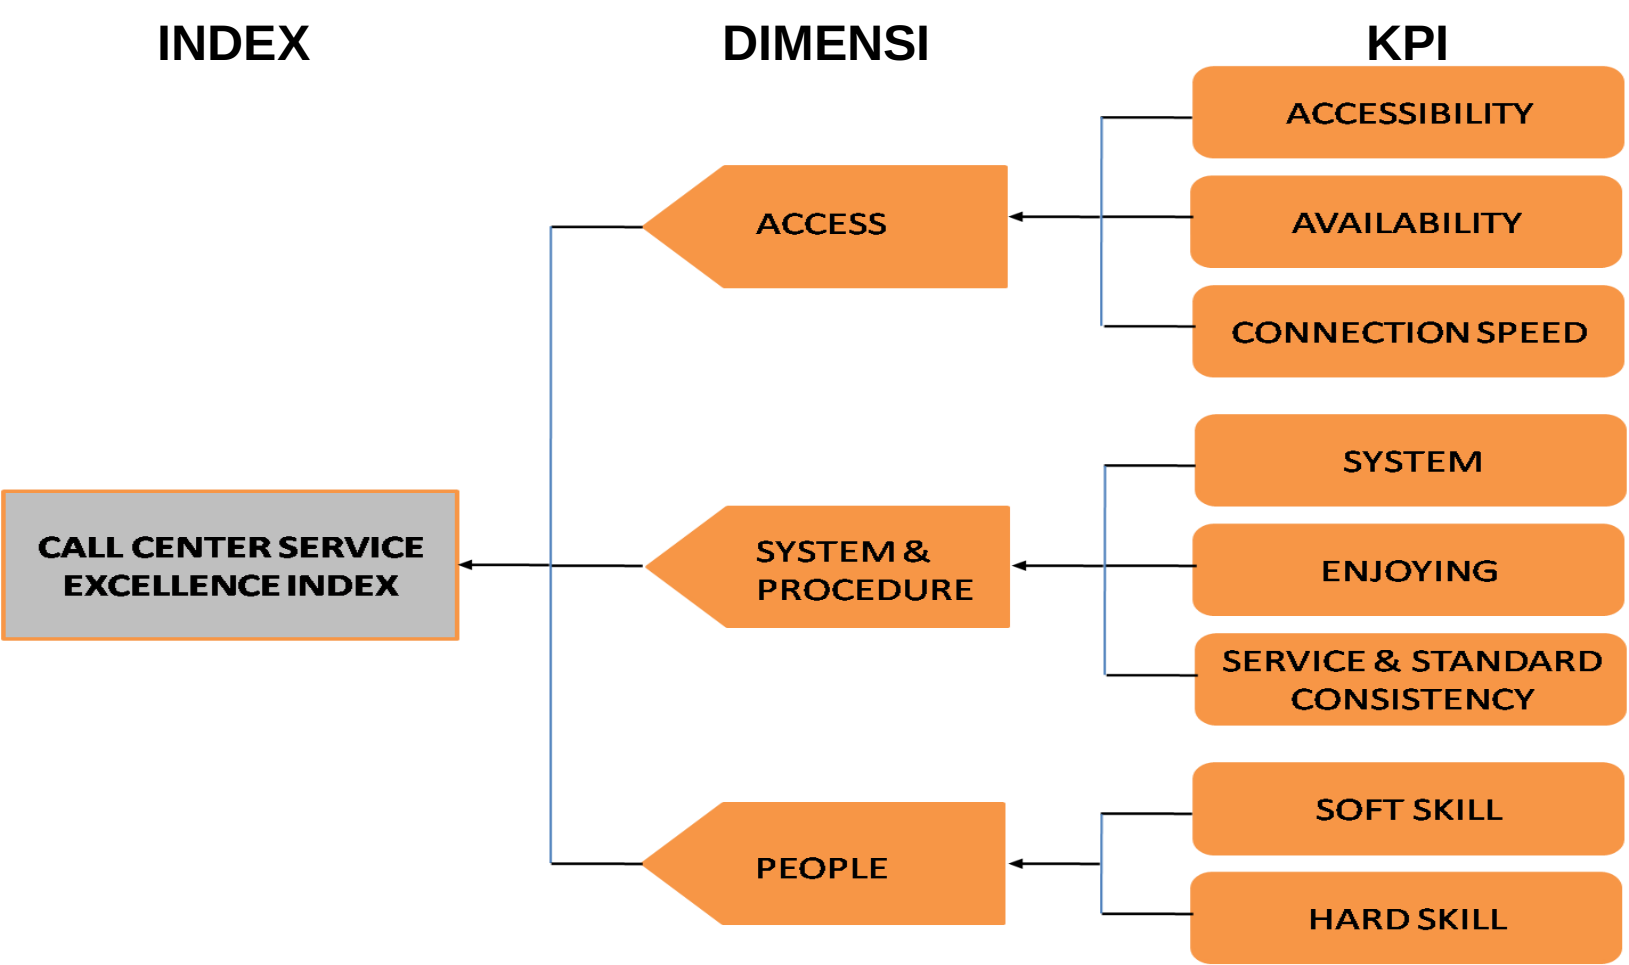 INDEX
DIMENSI
KPI
ACCESSIBILITY
ACCESS
AVAILABILITY
CONNECTION SPEED
SYSTEM
CALL CENTER SERVICE
EXCELLENCE INDEX
SYSTEM &
PROCEDURE
ENJOYING
SERVICE & STANDARD
CONSISTENCY
SOFT SKILL
PEOPLE
HARD SKILL